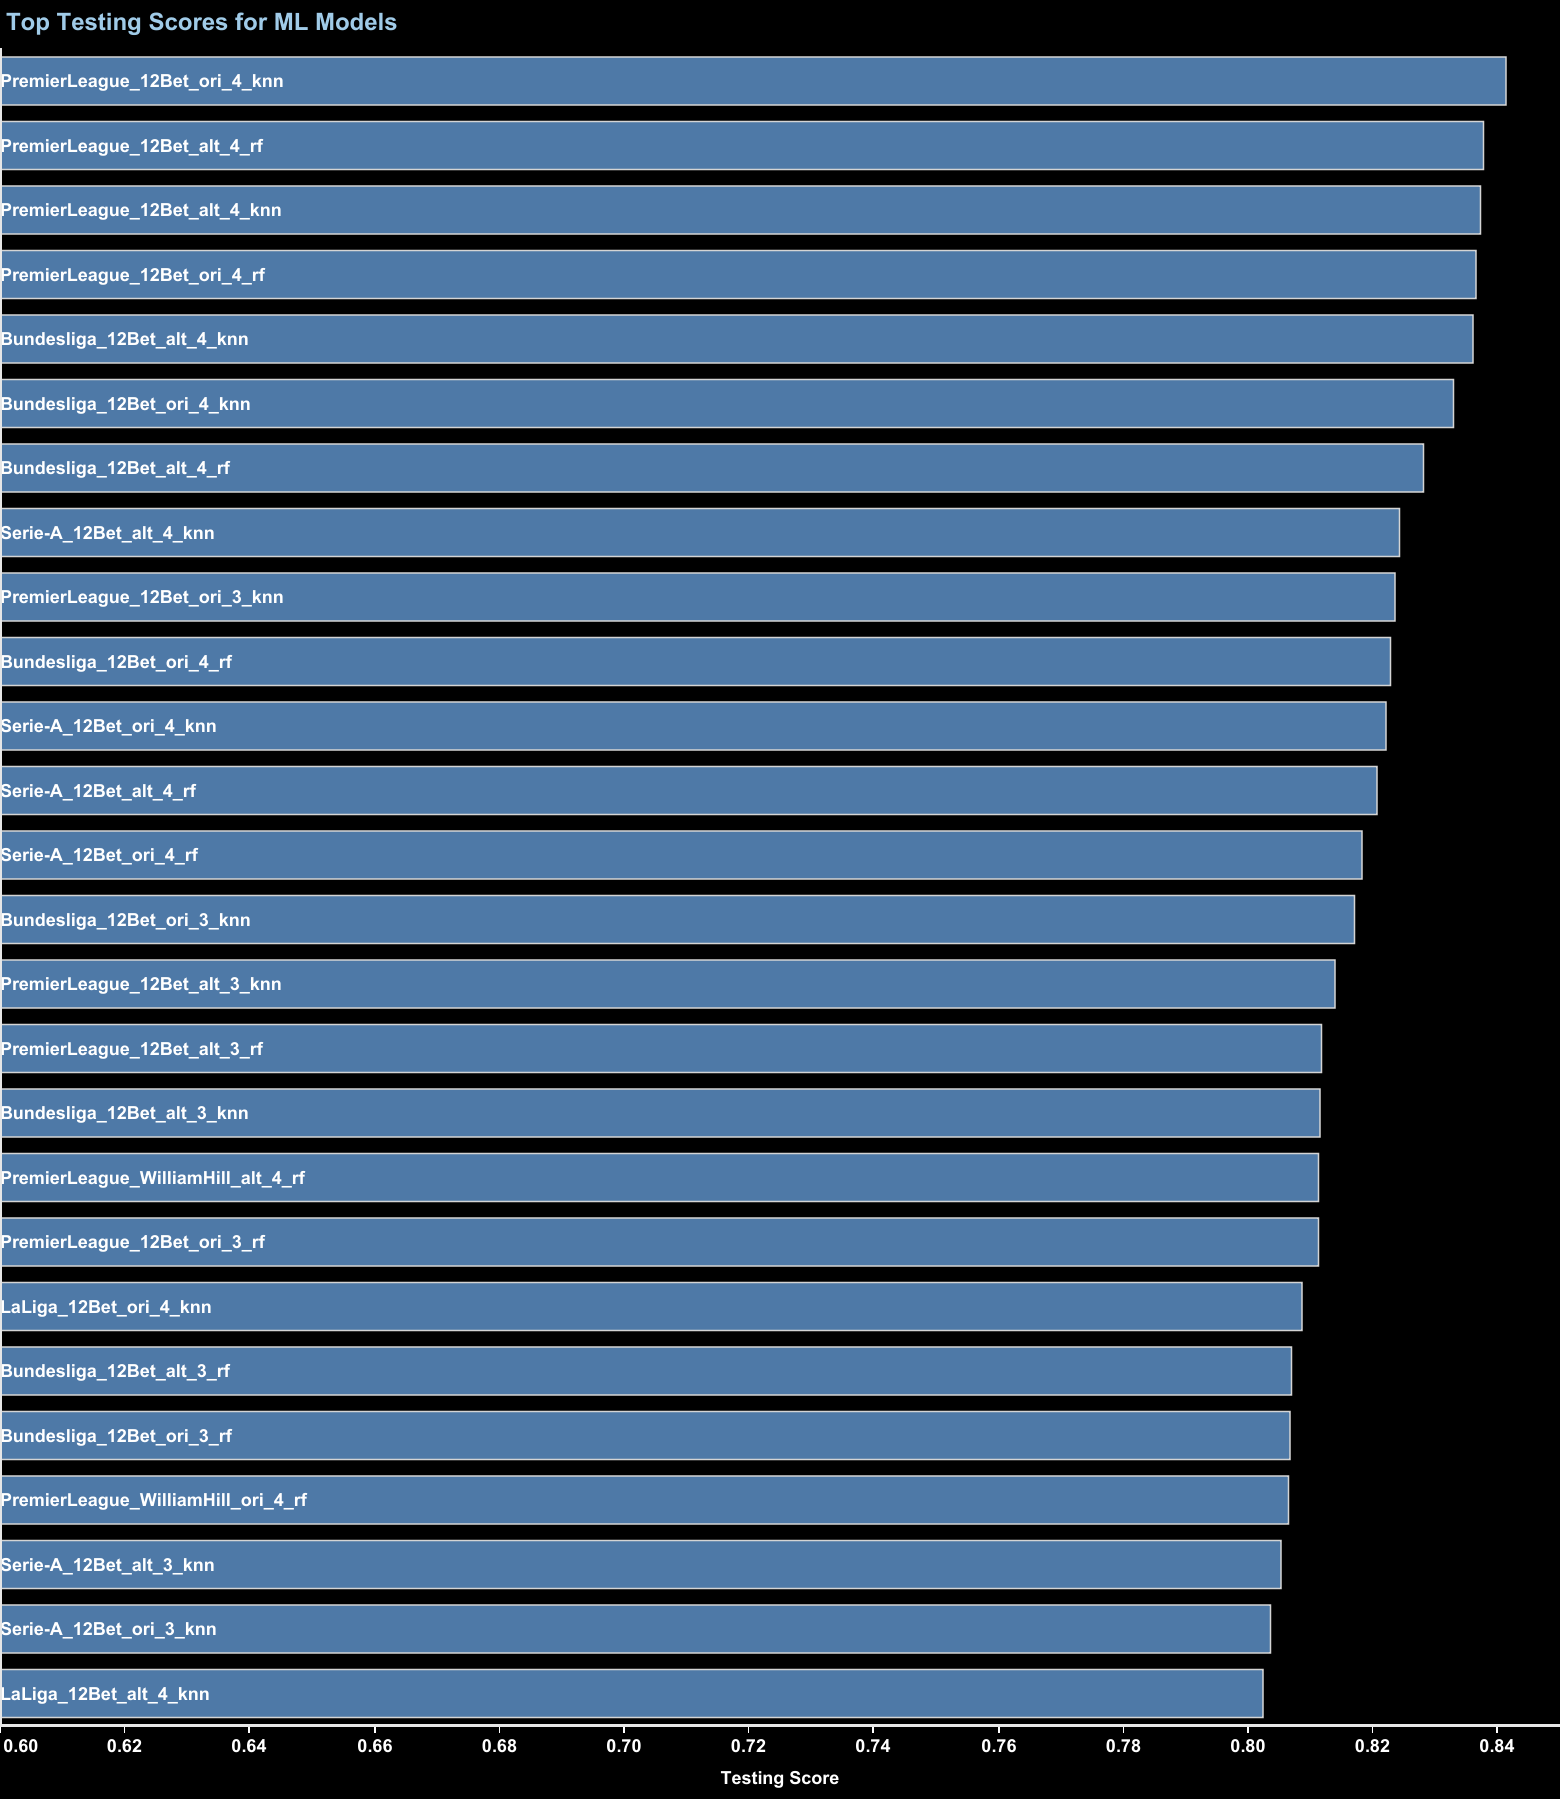 Top Testing Scores for ML Models
PremierLeague_12Bet_ori_4_knn
PremierLeague_12Bet_alt_4_rf
PremierLeague_12Bet_alt_4_knn
PremierLeague_12Bet_ori_4_rf
Bundesliga_12Bet_alt_4_knn
Bundesliga_12Bet_ori_4_knn
Bundesliga_12Bet_alt_4_rf
Serie-A_12Bet_alt_4_knn
PremierLeague_12Bet_ori_3_knn
Bundesliga_12Bet_ori_4_rf
Serie-A_12Bet_ori_4_knn
Serie-A_12Bet_alt_4_rf
Serie-A_12Bet_ori_4_rf
Bundesliga_12Bet_ori_3_knn
PremierLeague_12Bet_alt_3_knn
PremierLeague_12Bet_alt_3_rf
Bundesliga_12Bet_alt_3_knn
PremierLeague_WilliamHill_alt_4_rf
PremierLeague_12Bet_ori_3_rf
LaLiga_12Bet_ori_4_knn
Bundesliga_12Bet_alt_3_rf
Bundesliga_12Bet_ori_3_rf
PremierLeague_WilliamHill_ori_4_rf
Serie-A_12Bet_alt_3_knn
Serie-A_12Bet_ori_3_knn
LaLiga_12Bet_alt_4_knn
0.60 0.62 0.64 0.66 0.68 0.70 0.72 0.74 0.76 0.78 0.80 0.82 0.84
Testing Score